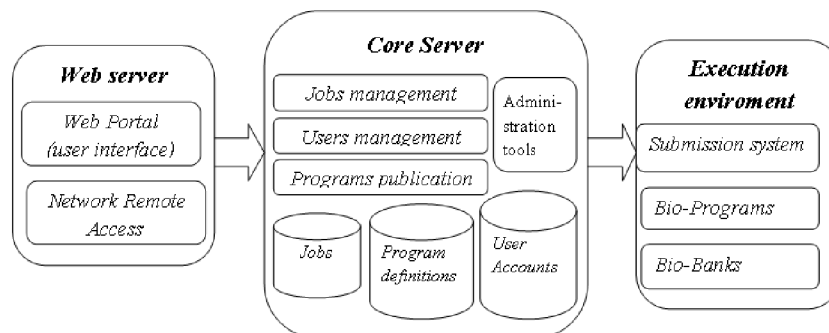 Web server
Web Portal
(user interface)
Network Remote
Access
Core Server
Jobs management
Users management
Programs publication
Admini-
stration
tools
Jobs
Program
definitions
User
Accounts
Execution
enviroment
Submission system
Bio-Programs
Bio-Banks